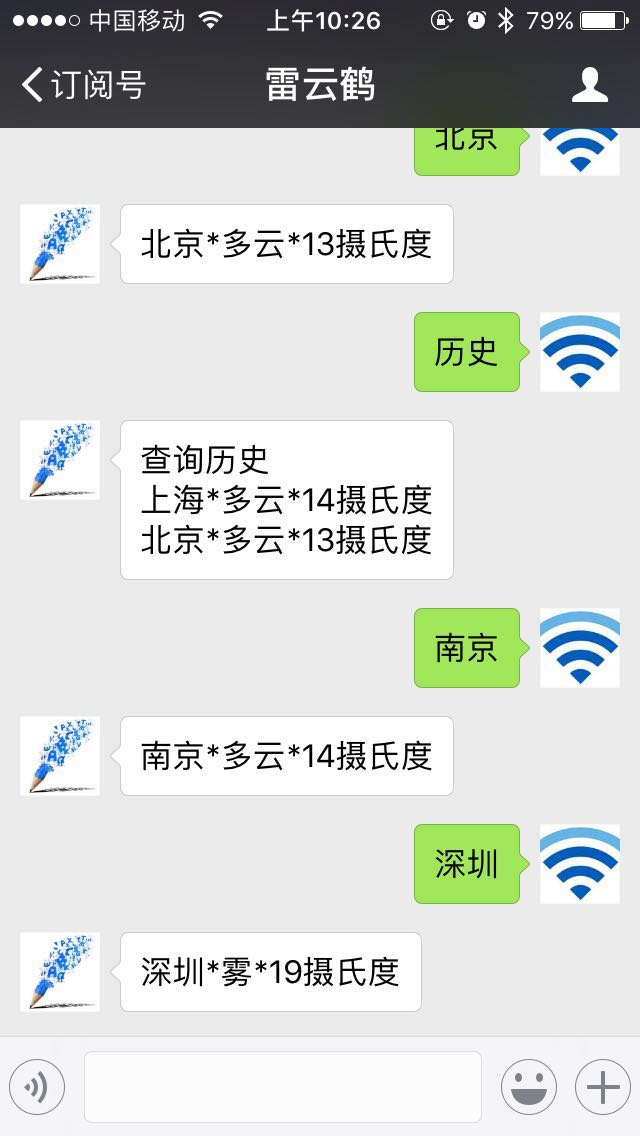 中国移动 上午10:26 79%
订阅号 雷云鹤
北京
北京*多云*13摄氏度
历史
查询历史
上海*多云*14摄氏度
北京*多云*13摄氏度
南京
南京*多云*14摄氏度
深圳
深圳*雾*19摄氏度